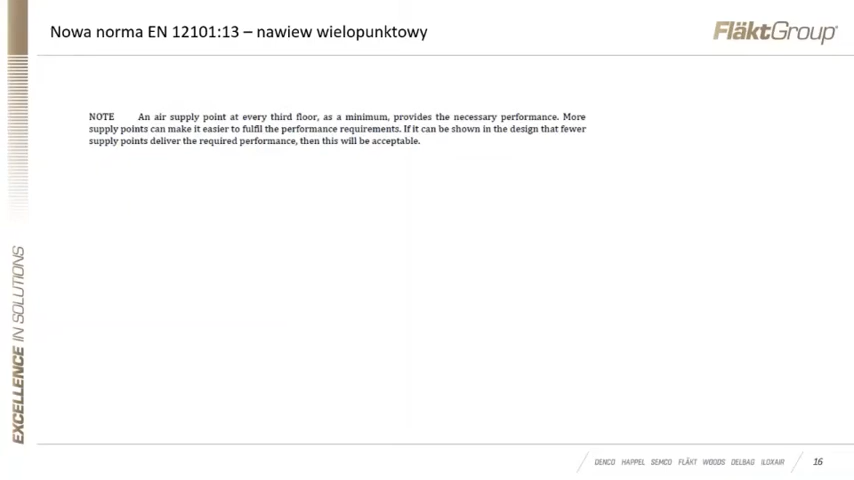 Nowa norma EN 12101:13 – nawiew wielopunktowy
FläktGroup
NOTE An air supply point at every third floor, as a minimum, provides the necessary performance. More
supply points can make it easier to fulfil the performance requirements. If it can be shown in the design that fewer
supply points deliver the required performance, then this will be acceptable.
EXCELLENCE IN SOLUTIONS
DENCO HAPPEL SEMCO FLÄKT WOODS DELBAG ILOXAIR
16